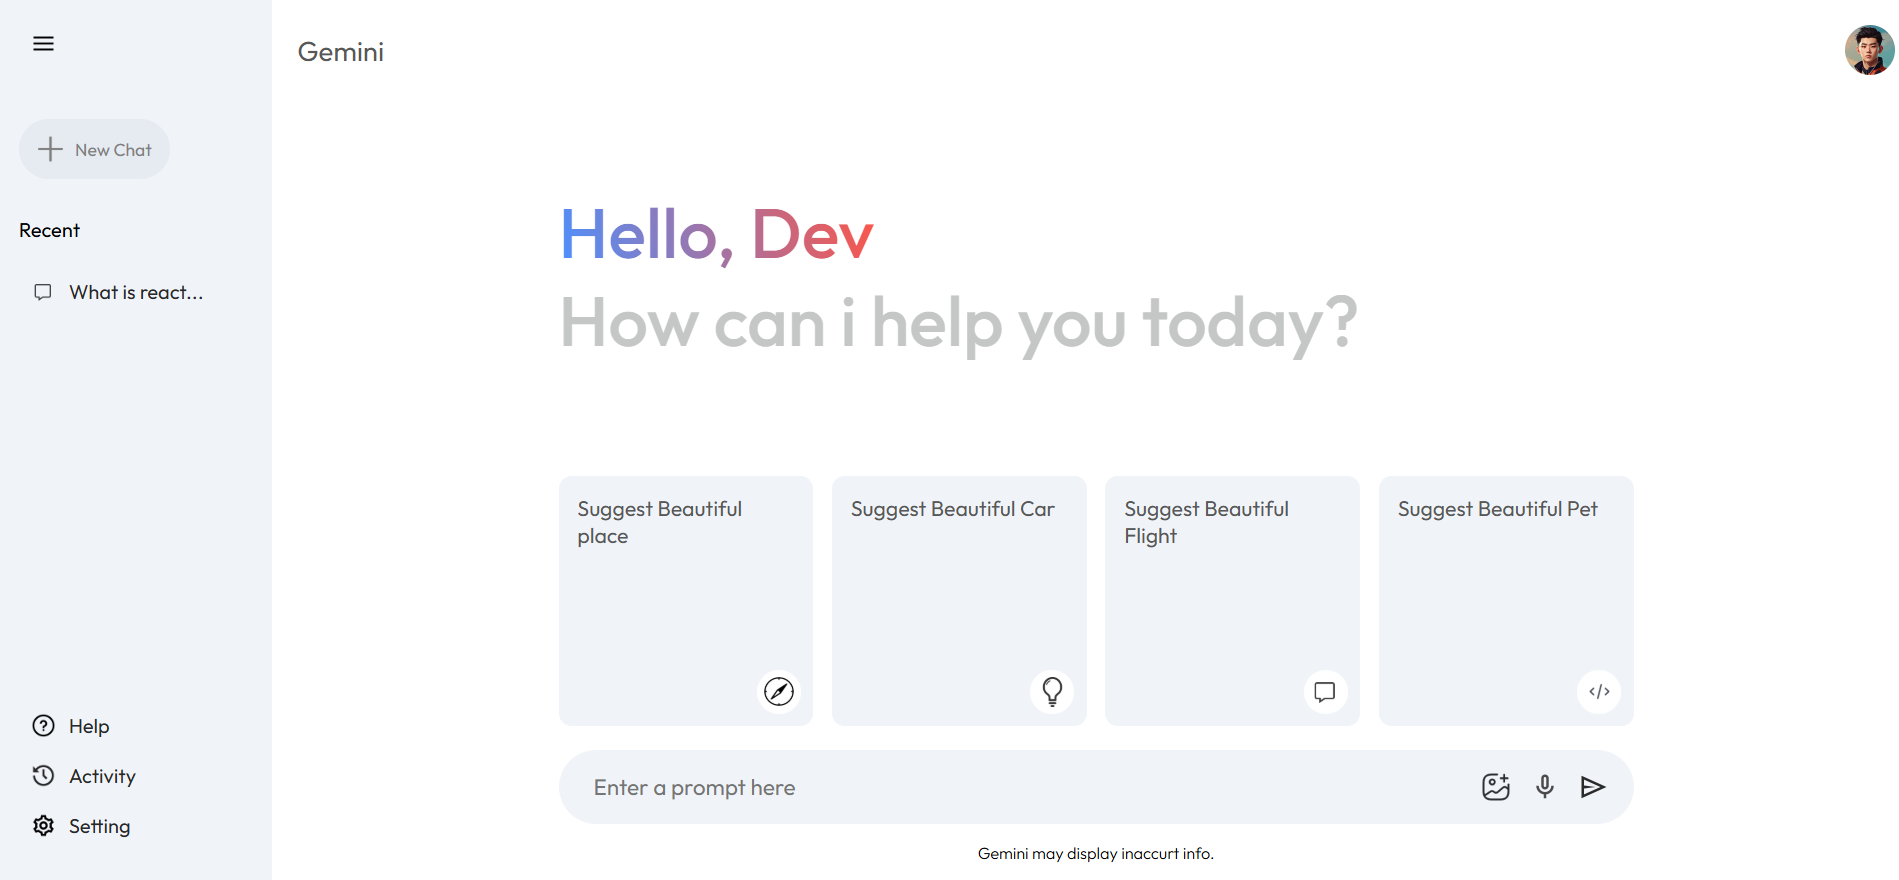 Gemini
New Chat
Recent
What is react...
Hello, Dev
How can i help you today?
Suggest Beautiful
place
Suggest Beautiful Car
Suggest Beautiful
Flight
Suggest Beautiful Pet
Help
Activity
Setting
Enter a prompt here
Gemini may display inaccurt info.